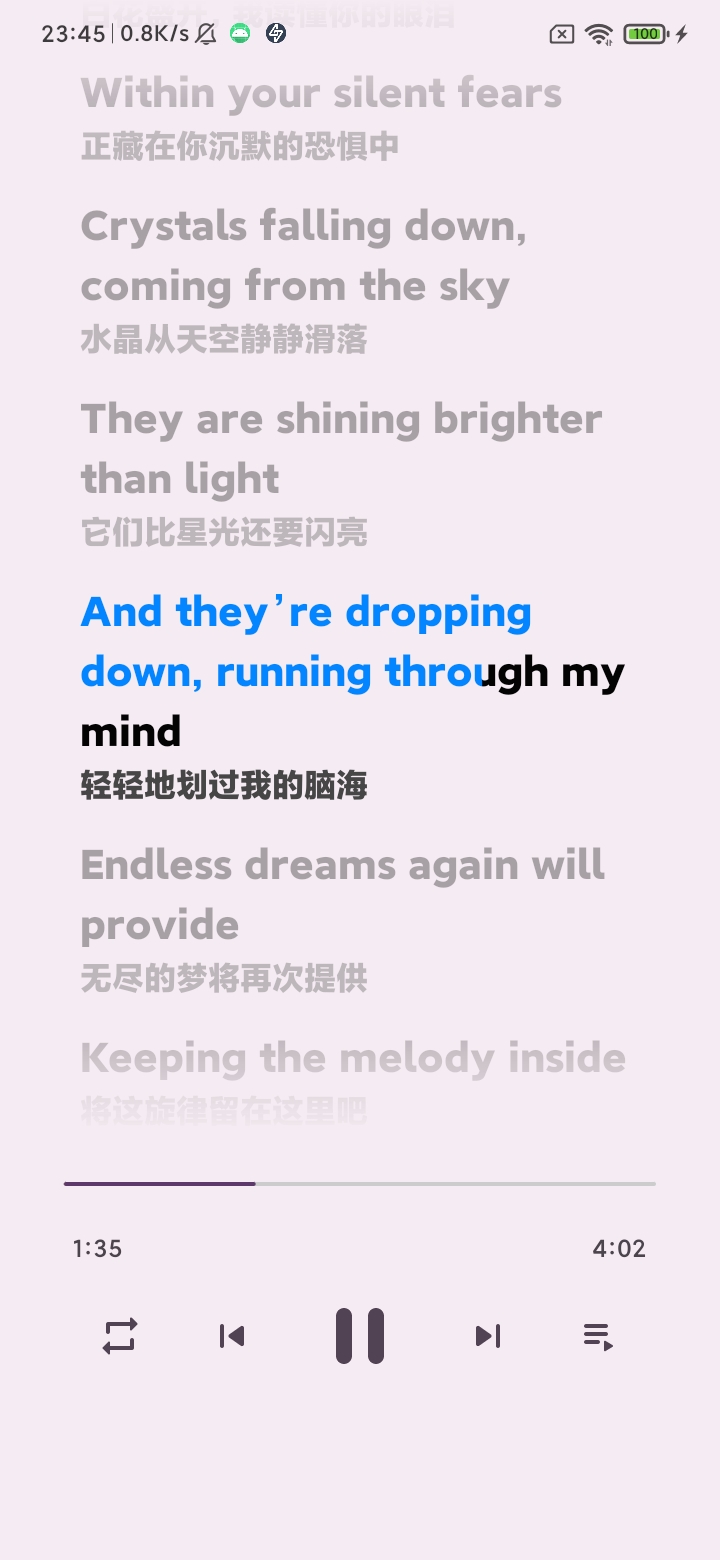 23:45 0.8K/s 100
Within your silent fears
正藏在你沉默的恐惧中
Crystals falling down,
coming from the sky
水晶从天空静静滑落
They are shining brighter
than light
它们比星光还要闪亮
And they’re dropping
down, running through my
mind
轻轻地划过我的脑海
Endless dreams again will
provide
无尽的梦将再次提供
Keeping the melody inside
将这旋律留在这里吧
1:35 4:02